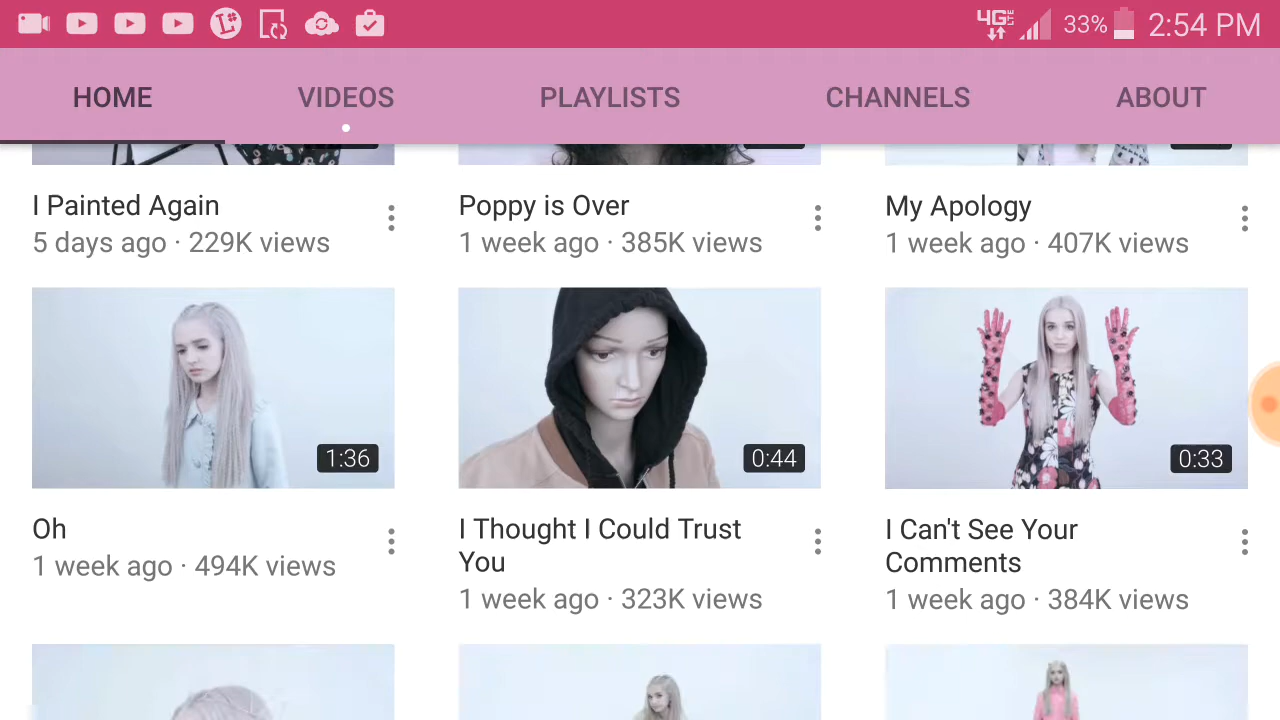 4G LTE 33% 2:54 PM
HOME VIDEOS PLAYLISTS CHANNELS ABOUT
I Painted Again
5 days ago · 229K views
Poppy is Over
1 week ago · 385K views
My Apology
1 week ago · 407K views
1:36
0:44
0:33
Oh
1 week ago · 494K views
I Thought I Could Trust
You
1 week ago · 323K views
I Can't See Your
Comments
1 week ago · 384K views